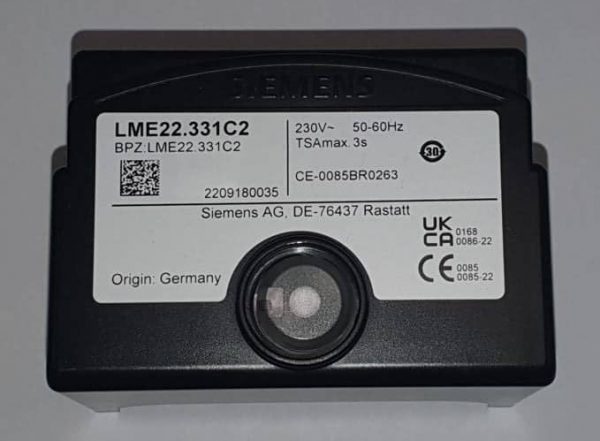 SIEMENS
LME22.331C2
BPZ:LME22.331C2
2209180035
230V~ 50-60Hz
TSAmax. 3s
30
CE-0085BR0263
Siemens AG, DE-76437 Rastatt
UK
CA 0168
0086-22
CE 0085
0085-22
Origin: Germany